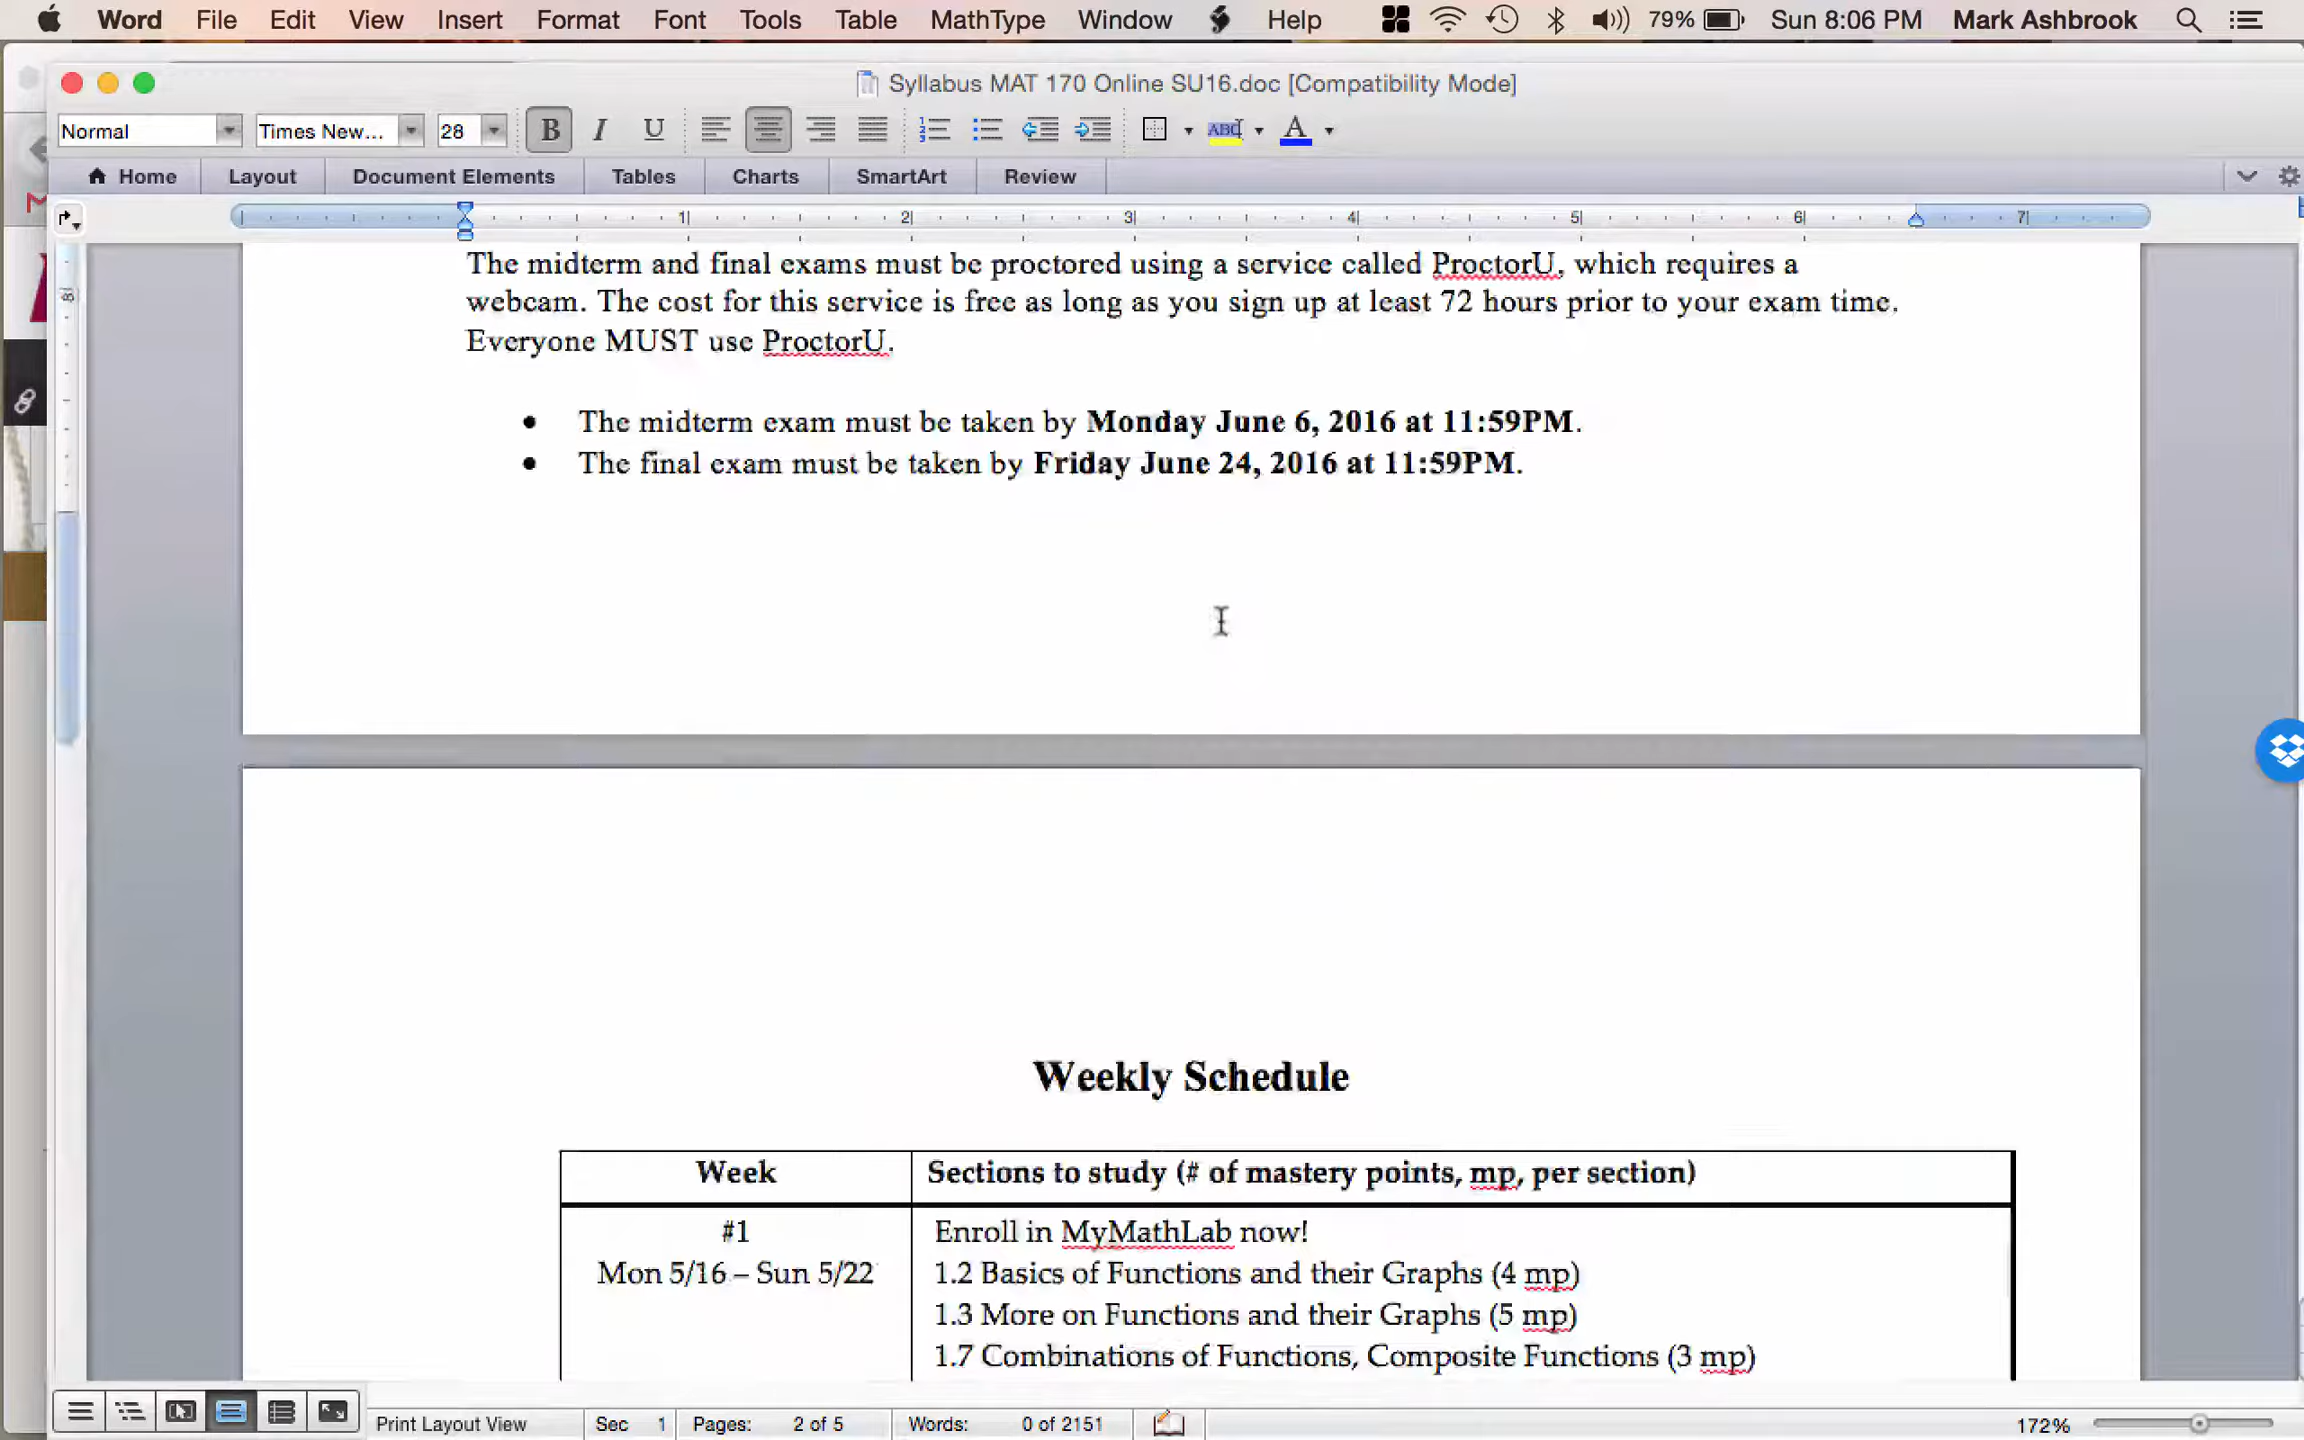 Word File Edit View Insert Format Font Tools Table MathType Window Help 79% Sun 8:06 PM Mark Ashbrook
Syllabus MAT 170 Online SU16.doc [Compatibility Mode]
Normal Times New... 28 B I U ABC A
Home Layout Document Elements Tables Charts SmartArt Review
1 2 3 4 5 6 7
8
The midterm and final exams must be proctored using a service called ProctorU, which requires a
webcam. The cost for this service is free as long as you sign up at least 72 hours prior to your exam time.
Everyone MUST use ProctorU.
• The midterm exam must be taken by Monday June 6, 2016 at 11:59PM.
• The final exam must be taken by Friday June 24, 2016 at 11:59PM.
Weekly Schedule
Week Sections to study (# of mastery points, mp, per section)
#1 Enroll in MyMathLab now!
Mon 5/16 – Sun 5/22 1.2 Basics of Functions and their Graphs (4 mp)
1.3 More on Functions and their Graphs (5 mp)
1.7 Combinations of Functions, Composite Functions (3 mp)
Print Layout View Sec 1 Pages: 2 of 5 Words: 0 of 2151 172%